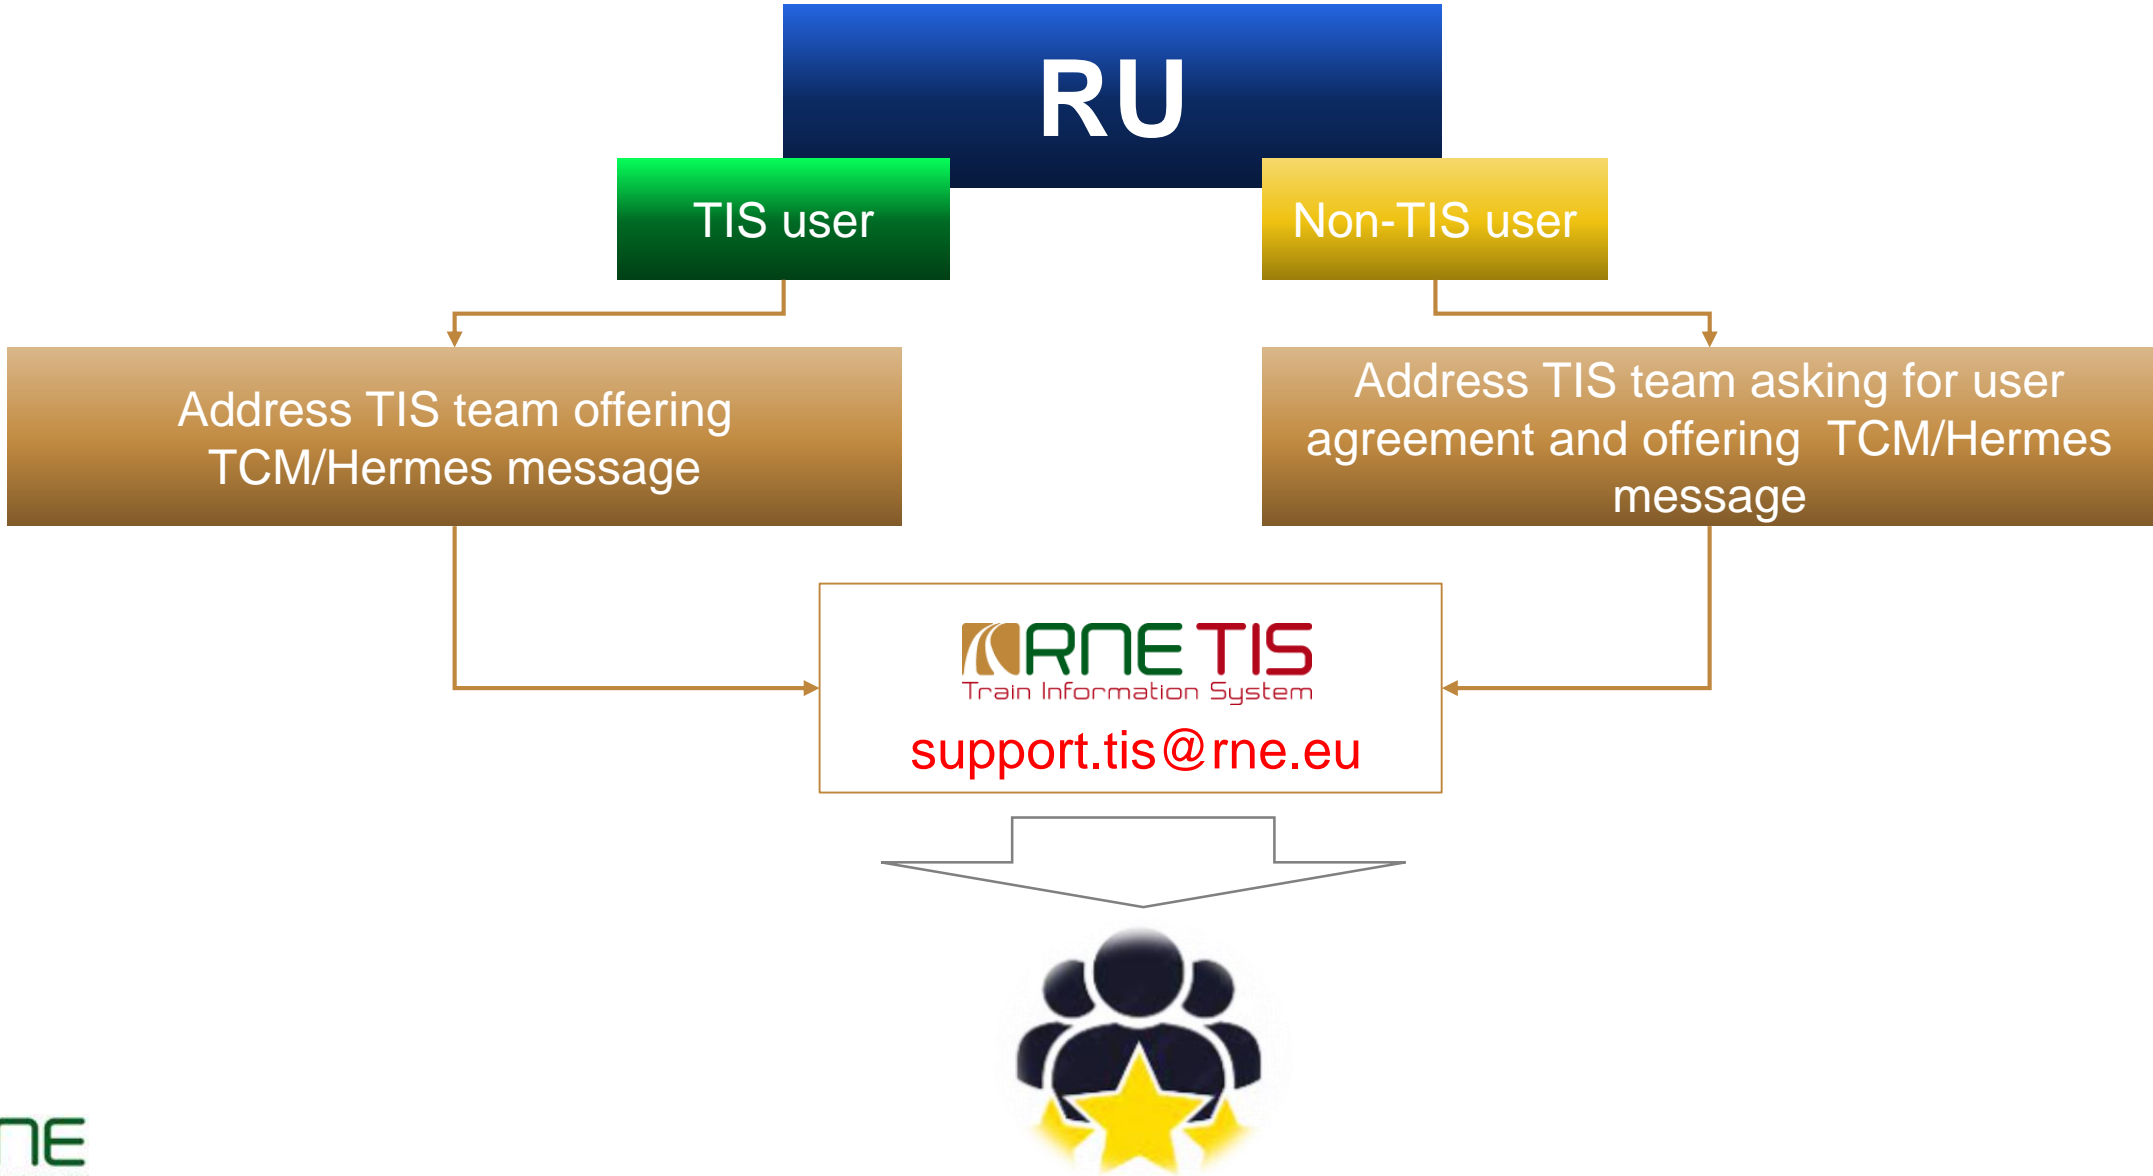 RU
TIS user
Non-TIS user
Address TIS team offering
TCM/Hermes message
Address TIS team asking for user
agreement and offering  TCM/Hermes
message
RNE TIS
Train Information System
support.tis@rne.eu
NE